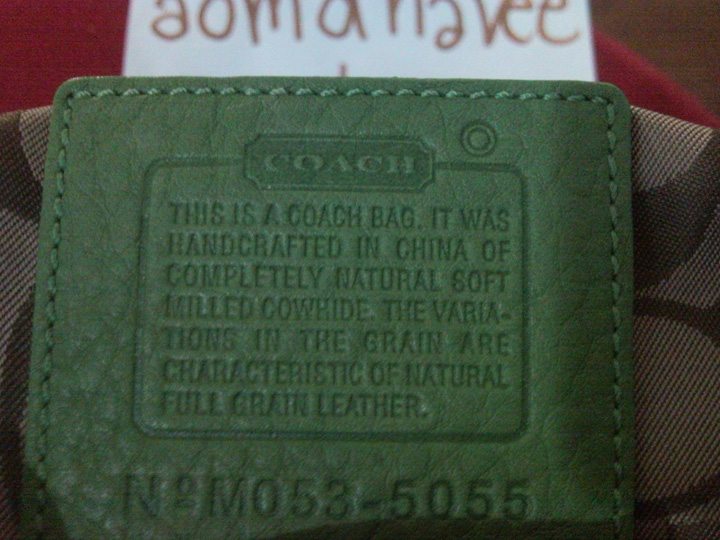 aomanavee
COACH
THIS IS A COACH BAG. IT WAS
HANDCRAFTED IN CHINA OF
COMPLETELY NATURAL SOFT
MILLED COWHIDE. THE VARIA-
TIONS IN THE GRAIN ARE
CHARACTERISTIC OF NATURAL
FULL GRAIN LEATHER.
Nº M053-5055